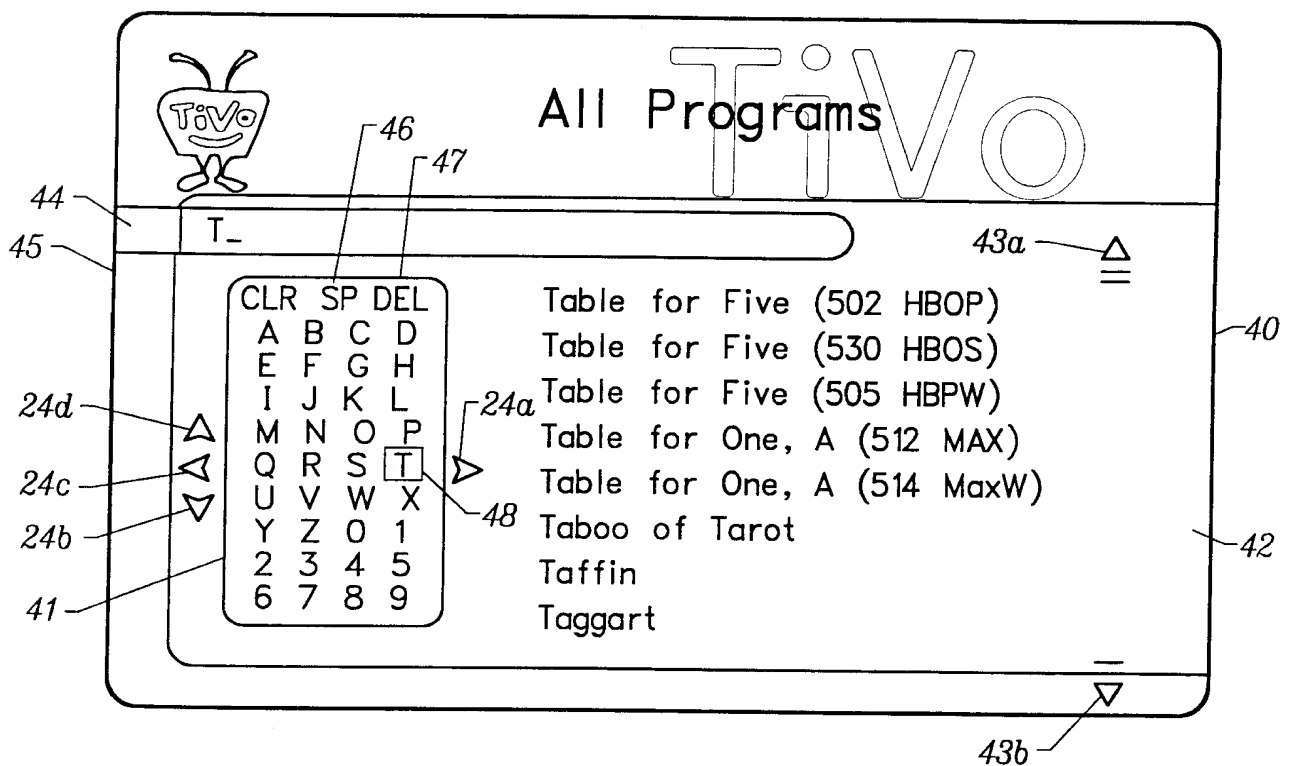 TiVo
TiVo
All Programs
46
47
44
T_
43a
45
CLR SP DEL
A B C D
E F G H
I J K L
M N O P
Q R S T
U V W X
Y Z 0 1
2 3 4 5
6 7 8 9
Table for Five (502 HBOP)
Table for Five (530 HBOS)
Table for Five (505 HBPW)
Table for One, A (512 MAX)
Table for One, A (514 MaxW)
Taboo of Tarot
Taffin
Taggart
40
24d
24a
24c
48
24b
42
41
43b